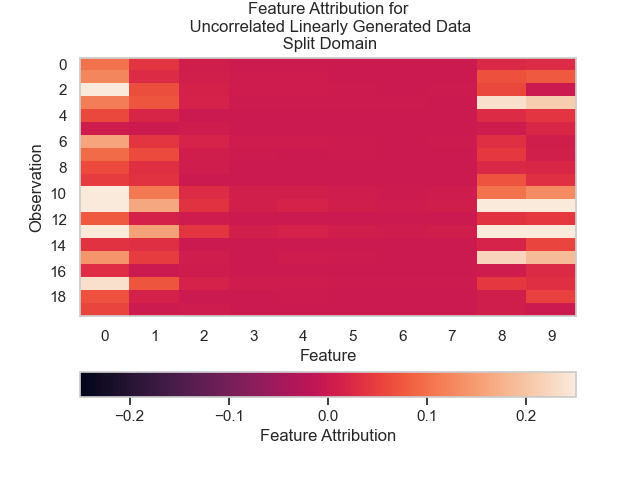 Feature Attribution for
Uncorrelated Linearly Generated Data
Split Domain
0
2
4
6
8
10
12
14
16
18
Observation
0 1 2 3 4 5 6 7 8 9
Feature
−0.2 −0.1 0.0 0.1 0.2
Feature Attribution